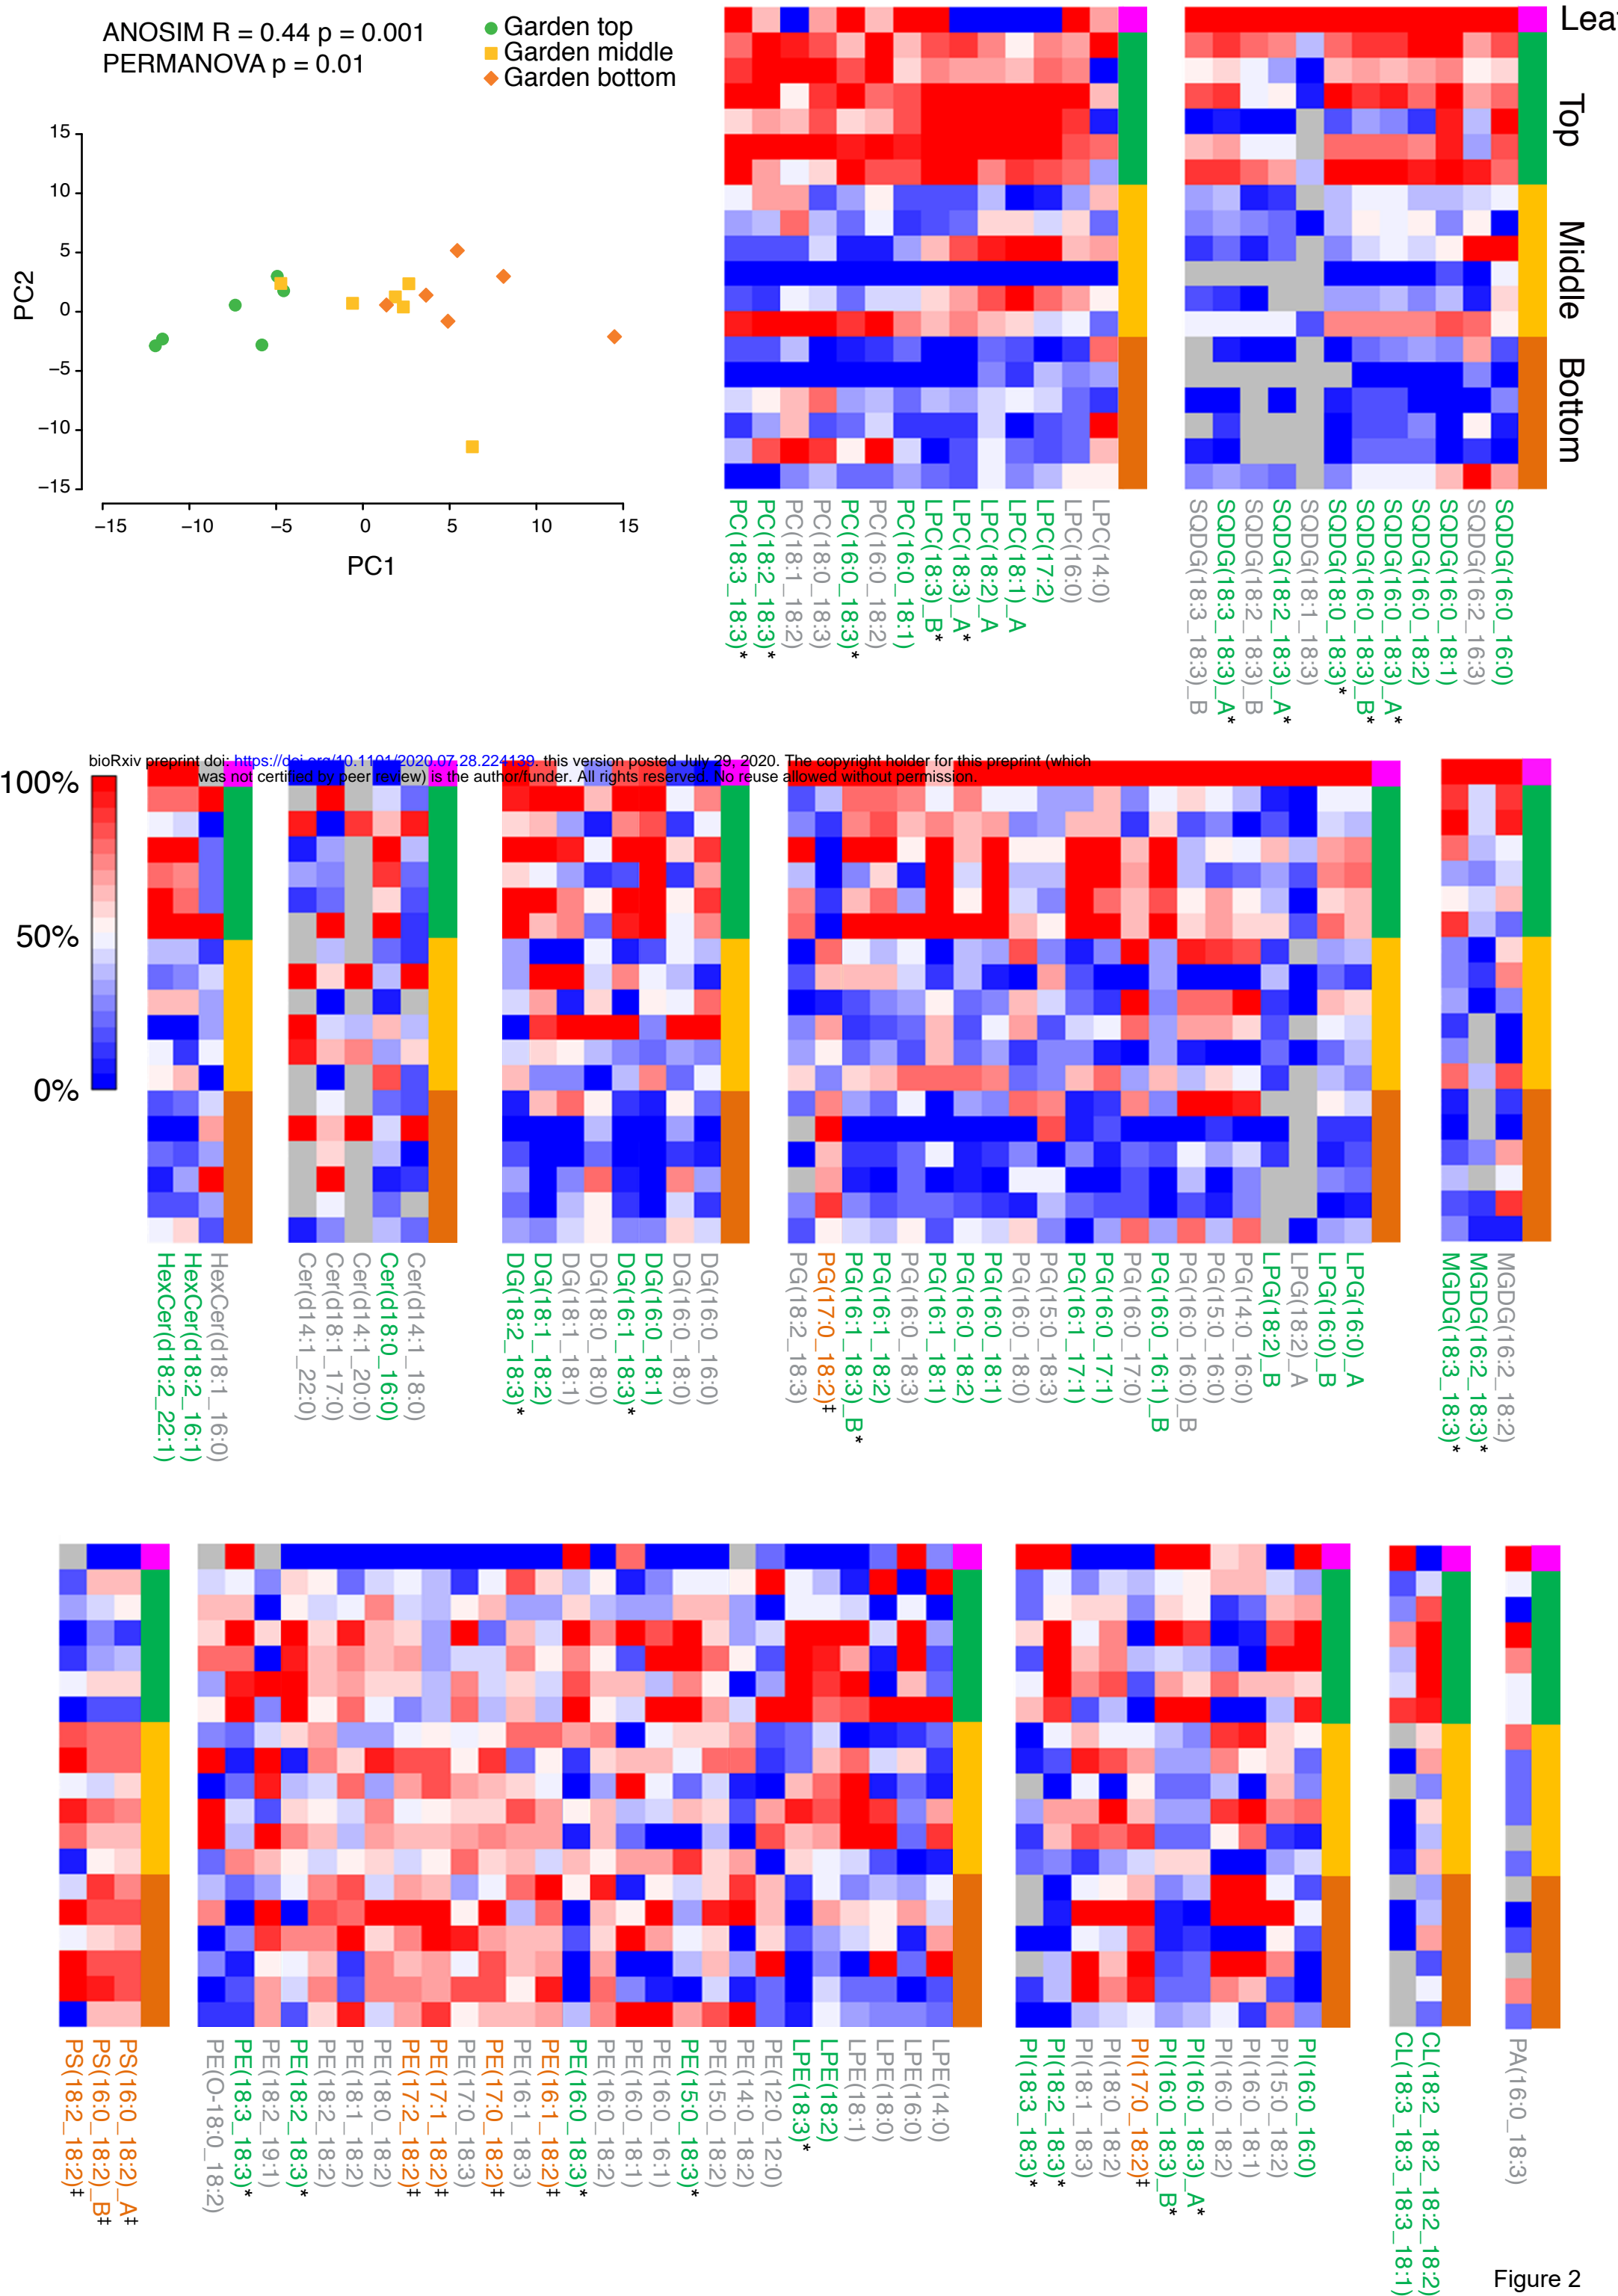 ANOSIM R = 0.44 p = 0.001
PERMANOVA p = 0.01
Garden top
Garden middle
Garden bottom
15
10
5
0
−5
−10
−15
PC2
−15
−10
−5
0
5
10
15
PC1
Leaf
Top
Middle
Bottom
PC(18:3_18:3)*
PC(18:2_18:3)*
PC(18:1_18:2)
PC(18:0_18:3)
PC(16:0_18:3)*
PC(16:0_18:2)
PC(16:0_18:1)
LPC(18:3)_B*
LPC(18:3)_A*
LPC(18:2)_A
LPC(18:1)_A
LPC(17:2)
LPC(16:0)
LPC(14:0)
SQDG(18:3_18:3)_B
SQDG(18:3_18:3)_A*
SQDG(18:2_18:3)_B
SQDG(18:2_18:3)_A*
SQDG(18:1_18:3)
SQDG(18:0_18:3)*
SQDG(16:0_18:3)_B*
SQDG(16:0_18:3)_A*
SQDG(16:0_18:2)
SQDG(16:0_18:1)
SQDG(16:2_16:3)
SQDG(16:0_16:0)
bioRxiv preprint doi: https://doi.org/10.1101/2020.07.28.224139. this version posted July 29, 2020. The copyright holder for this preprint (which
was not certified by peer review) is the author/funder. All rights reserved. No reuse allowed without permission.
100%
50%
0%
HexCer(d18:2_22:1)
HexCer(d18:2_16:1)
HexCer(d18:1_16:0)
Cer(d14:1_22:0)
Cer(d18:1_17:0)
Cer(d14:1_20:0)
Cer(d18:0_16:0)
Cer(d14:1_18:0)
DG(18:2_18:3)*
DG(18:1_18:2)
DG(18:1_18:1)
DG(18:0_18:0)
DG(16:1_18:3)*
DG(16:0_18:1)
DG(16:0_18:0)
DG(16:0_16:0)
PG(18:2_18:3)
PG(17:0_18:2)‡
PG(16:1_18:3)_B*
PG(16:1_18:2)
PG(16:0_18:3)
PG(16:1_18:1)
PG(16:0_18:2)
PG(16:0_18:1)
PG(16:0_18:0)
PG(15:0_18:3)
PG(16:1_17:1)
PG(16:0_17:1)
PG(16:0_17:0)
PG(16:0_16:1)_B
PG(16:0_16:0)_B
PG(15:0_16:0)
PG(14:0_16:0)
LPG(18:2)_B
LPG(18:2)_A
LPG(16:0)_B
LPG(16:0)_A
MGDG(18:3_18:3)*
MGDG(16:2_18:3)*
MGDG(16:2_18:2)
PS(18:2_18:2)‡
PS(16:0_18:2)_B‡
PS(16:0_18:2)_A‡
PE(O-18:0_18:2)
PE(18:3_18:3)*
PE(18:2_19:1)
PE(18:2_18:3)*
PE(18:2_18:2)
PE(18:1_18:2)
PE(18:0_18:2)
PE(17:2_18:2)‡
PE(17:1_18:2)‡
PE(17:0_18:3)
PE(17:0_18:2)‡
PE(16:1_18:3)
PE(16:1_18:2)‡
PE(16:0_18:3)*
PE(16:0_18:2)
PE(16:0_18:1)
PE(16:0_16:1)
PE(15:0_18:3)*
PE(15:0_18:2)
PE(14:0_18:2)
PE(12:0_12:0)
LPE(18:3)*
LPE(18:2)
LPE(18:1)
LPE(18:0)
LPE(16:0)
LPE(14:0)
PI(18:3_18:3)*
PI(18:2_18:3)*
PI(18:1_18:3)
PI(18:0_18:2)
PI(17:0_18:2)‡
PI(16:0_18:3)_B*
PI(16:0_18:3)_A*
PI(16:0_18:2)
PI(16:0_18:1)
PI(15:0_18:2)
PI(16:0_16:0)
CL(18:3_18:3_18:3_18:1)
CL(18:2_18:2_18:2_18:2)
PA(16:0_18:3)
Figure 2